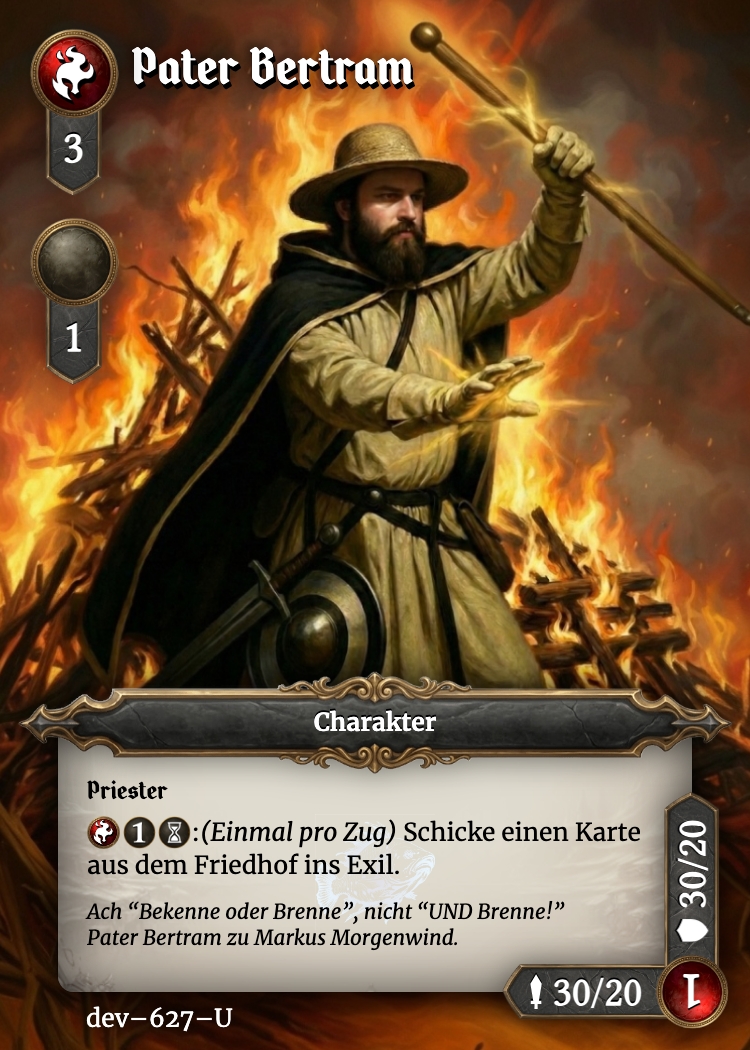 Pater Bertram
3
1
Charakter
Priester
1 :(Einmal pro Zug) Schicke einen Karte
aus dem Friedhof ins Exil.
Ach “Bekenne oder Brenne”, nicht “UND Brenne!”
Pater Bertram zu Markus Morgenwind.
30/20
30/20
1
dev–627–U